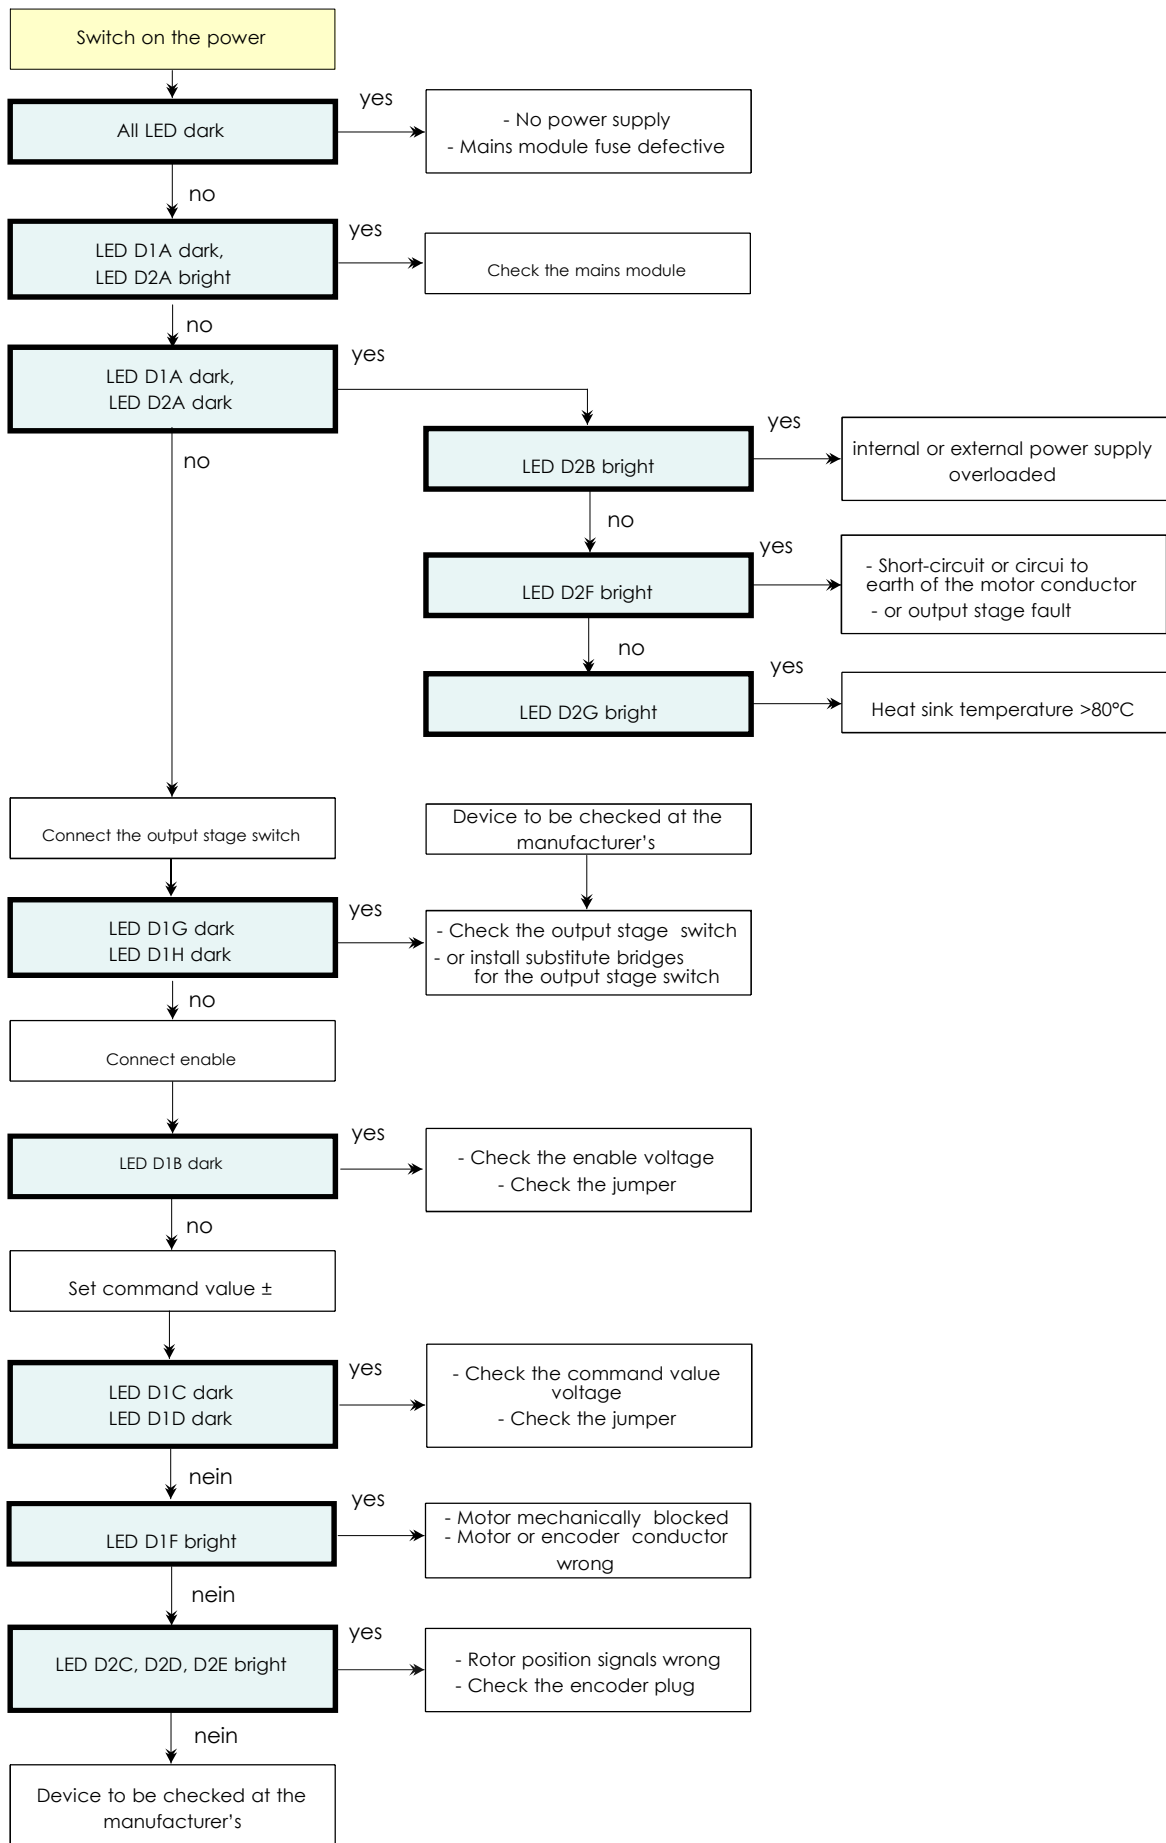 Switch on the power
All LED dark
yes
- No power supply
- Mains module fuse defective
no
LED D1A dark,
LED D2A bright
yes
Check the mains module
no
LED D1A dark,
LED D2A dark
yes
no
LED D2B bright
yes
internal or external power supply
overloaded
no
LED D2F bright
yes
- Short-circuit or circui to
earth of the motor conductor
- or output stage fault
no
LED D2G bright
yes
Heat sink temperature >80°C
Connect the output stage switch
Device to be checked at the
manufacturer's
LED D1G dark
LED D1H dark
yes
- Check the output stage switch
- or install substitute bridges
for the output stage switch
no
Connect enable
LED D1B dark
yes
- Check the enable voltage
- Check the jumper
no
Set command value ±
LED D1C dark
LED D1D dark
yes
- Check the command value
voltage
- Check the jumper
nein
LED D1F bright
yes
- Motor mechanically blocked
- Motor or encoder conductor
wrong
nein
LED D2C, D2D, D2E bright
yes
- Rotor position signals wrong
- Check the encoder plug
nein
Device to be checked at the
manufacturer's